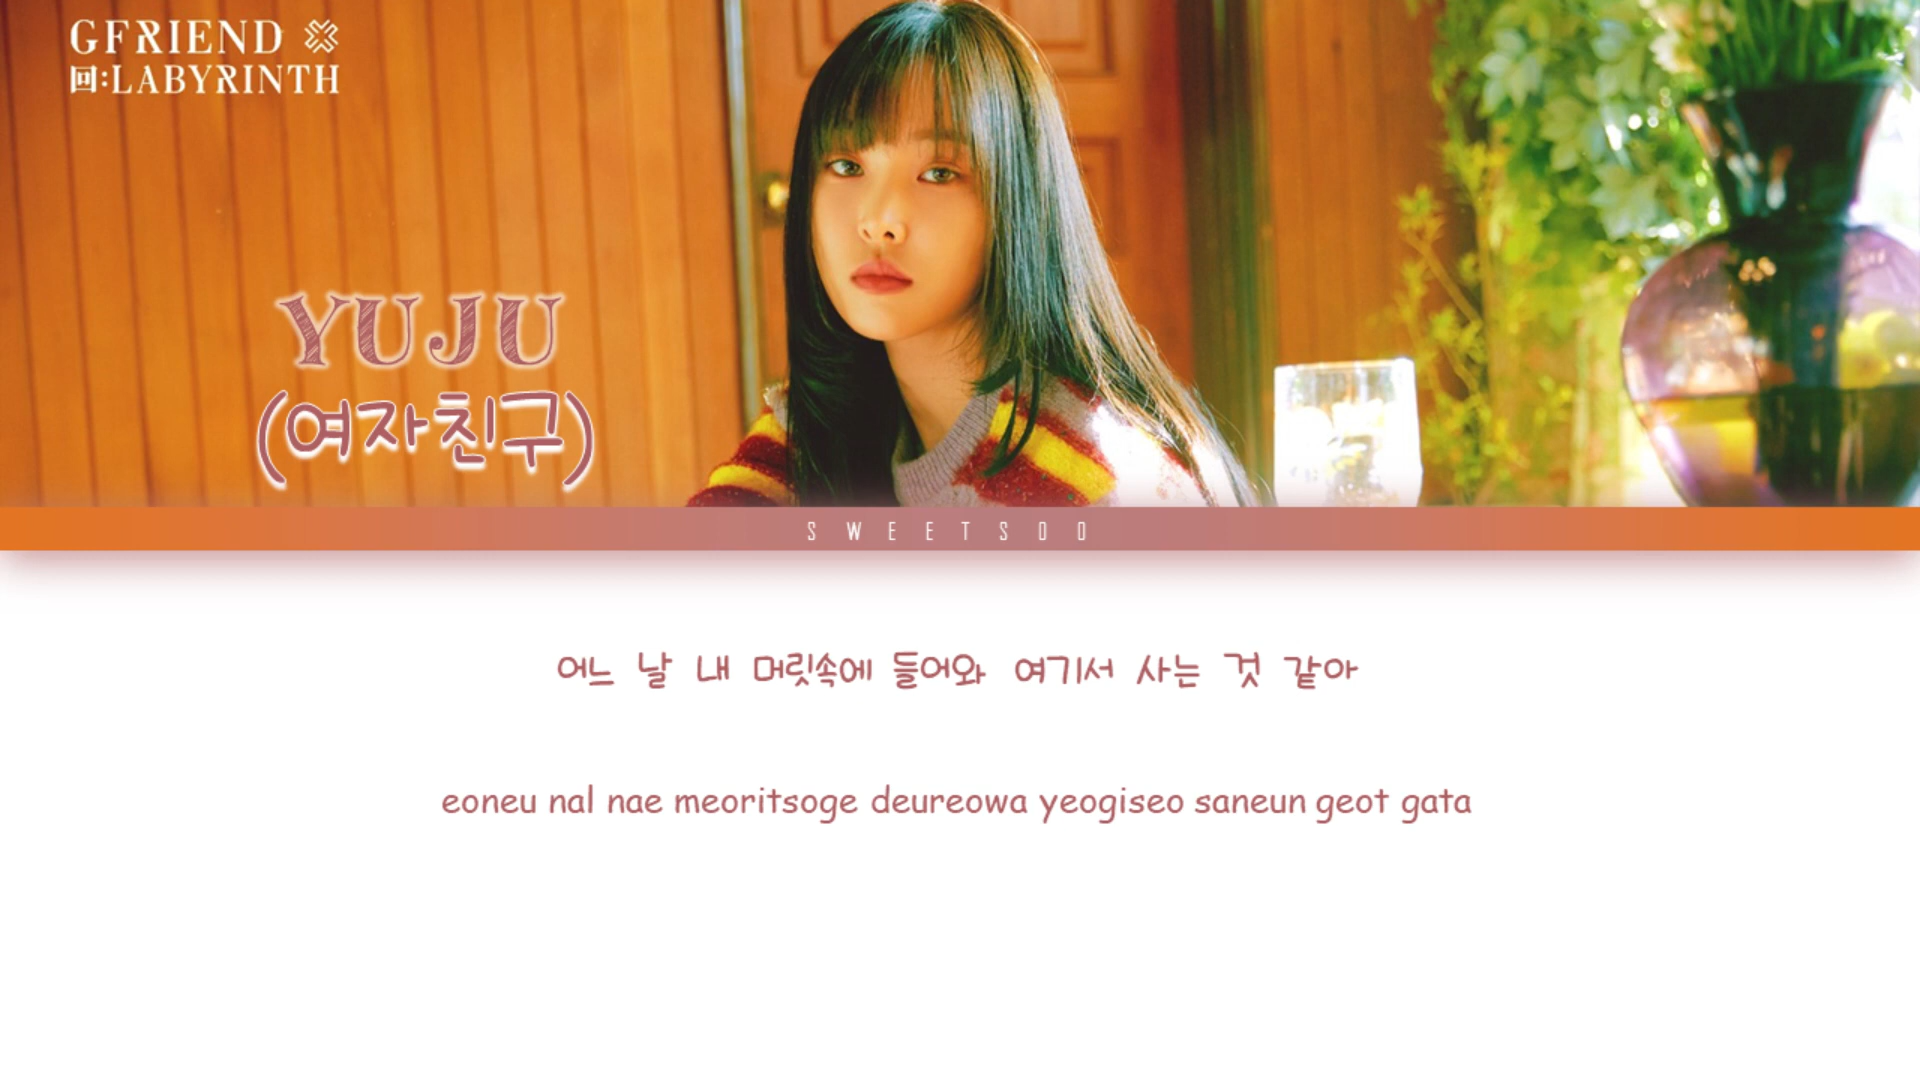 GFRIEND
回:LABYRINTH
YUJU
(여자친구)
SWEETSOO
어느 날 내 머릿속에 들어와 여기서 사는 것 같아
eoneu nal nae meoritsoge deureowa yeogiseo saneun geot gata